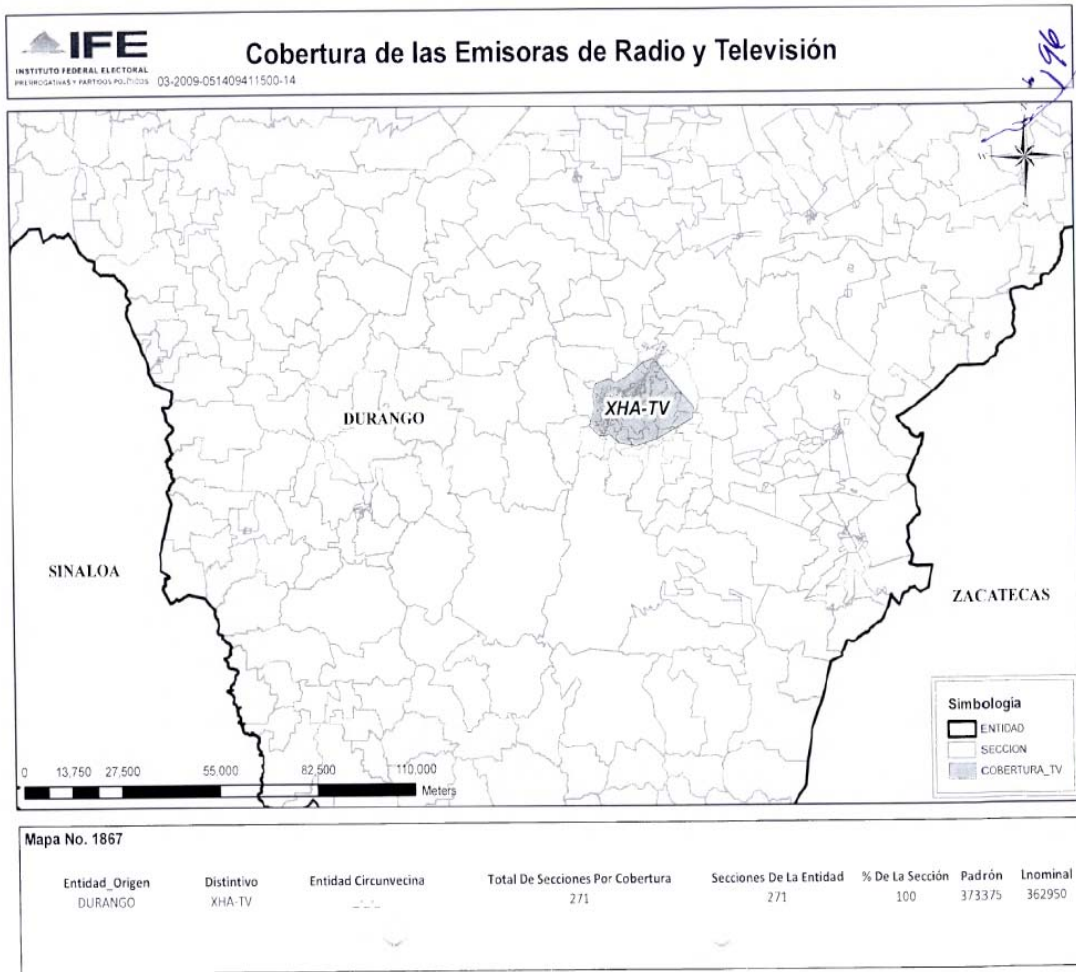 IFE
INSTITUTO FEDERAL ELECTORAL
PRERROGATIVAS Y PARTIDOS POLÍTICOS
03-2009-051409411500-14
Cobertura de las Emisoras de Radio y Televisión
196
W
XHA-TV
DURANGO
SINALOA
ZACATECAS
Simbologia
ENTIDAD
SECCION
COBERTURA_TV
0 13,750 27,500 55,000 82,500 110,000
Meters
Mapa No. 1867
Entidad_Origen Distintivo Entidad Circunvecina Total De Secciones Por Cobertura Secciones De La Entidad % De La Sección Padrón Lnominal
DURANGO XHA-TV _-_-_ 271 271 100 373375 362950